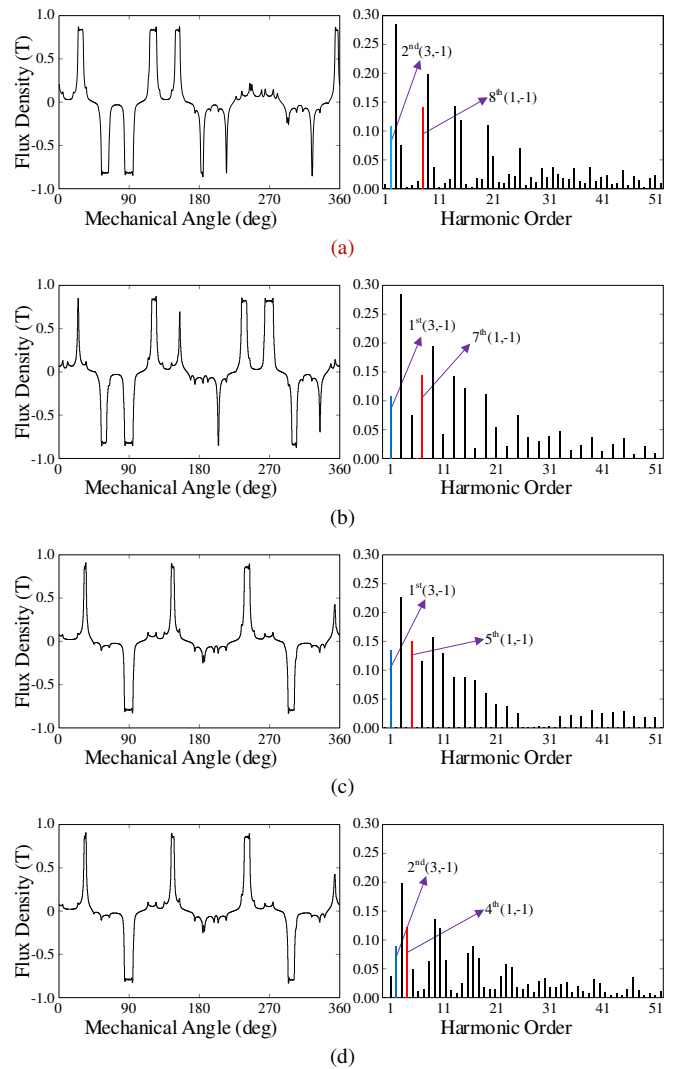 Flux Density (T)
1.0
0.5
0
-0.5
-1.0
0 90 180 270 360
Mechanical Angle (deg)
0.30
0.25
0.20
0.15
0.10
0.05
0.00
2nd(3,-1)
8th(1,-1)
1 11 21 31 41 51
Harmonic Order
(a)
Flux Density (T)
1.0
0.5
0
-0.5
-1.0
0 90 180 270 360
Mechanical Angle (deg)
0.30
0.25
0.20
0.15
0.10
0.05
0.00
1st(3,-1)
7th(1,-1)
1 11 21 31 41 51
Harmonic Order
(b)
Flux Density (T)
1.0
0.5
0
-0.5
-1.0
0 90 180 270 360
Mechanical Angle (deg)
0.30
0.25
0.20
0.15
0.10
0.05
0.00
1st(3,-1)
5th(1,-1)
1 11 21 31 41 51
Harmonic Order
(c)
Flux Density (T)
1.0
0.5
0
-0.5
-1.0
0 90 180 270 360
Mechanical Angle (deg)
0.30
0.25
0.20
0.15
0.10
0.05
0.00
2nd(3,-1)
4th(1,-1)
1 11 21 31 41 51
Harmonic Order
(d)